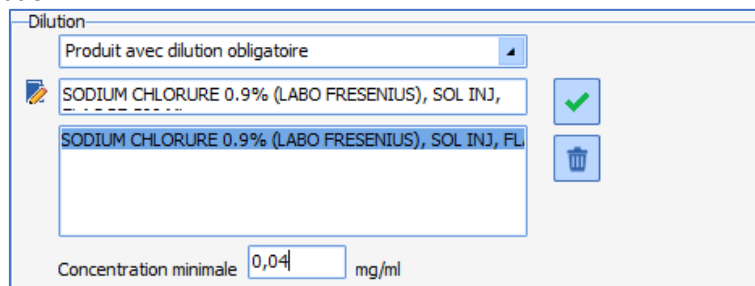 Dilution
Produit avec dilution obligatoire
SODIUM CHLORURE 0.9% (LABO FRESENIUS), SOL INJ,
SODIUM CHLORURE 0.9% (LABO FRESENIUS), SOL INJ, FL
Concentration minimale 0,04 mg/ml